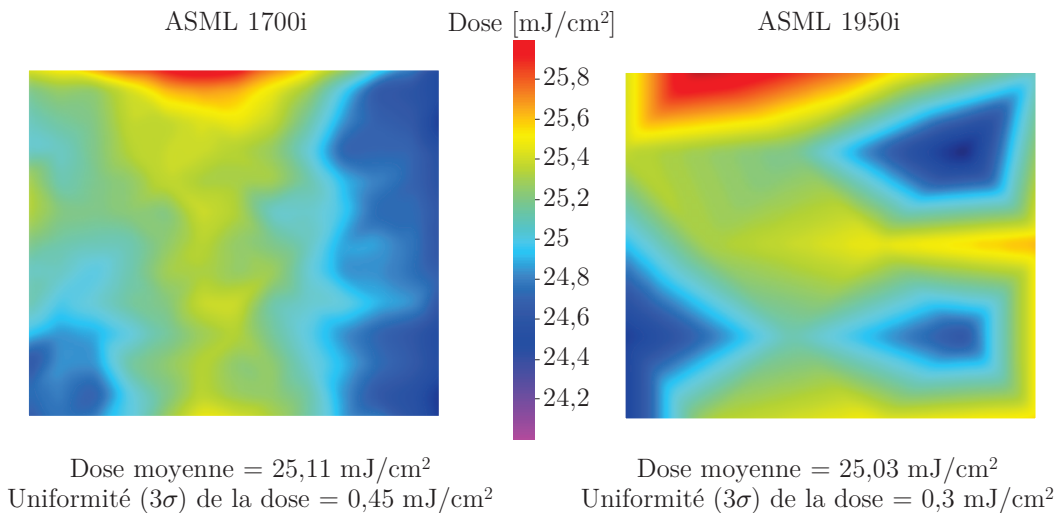 ASML 1700i
Dose [mJ/cm²]
ASML 1950i
25,8
25,6
25,4
25,2
25
24,8
24,6
24,4
24,2
Dose moyenne = 25,11 mJ/cm²
Uniformité (3σ) de la dose = 0,45 mJ/cm²
Dose moyenne = 25,03 mJ/cm²
Uniformité (3σ) de la dose = 0,3 mJ/cm²